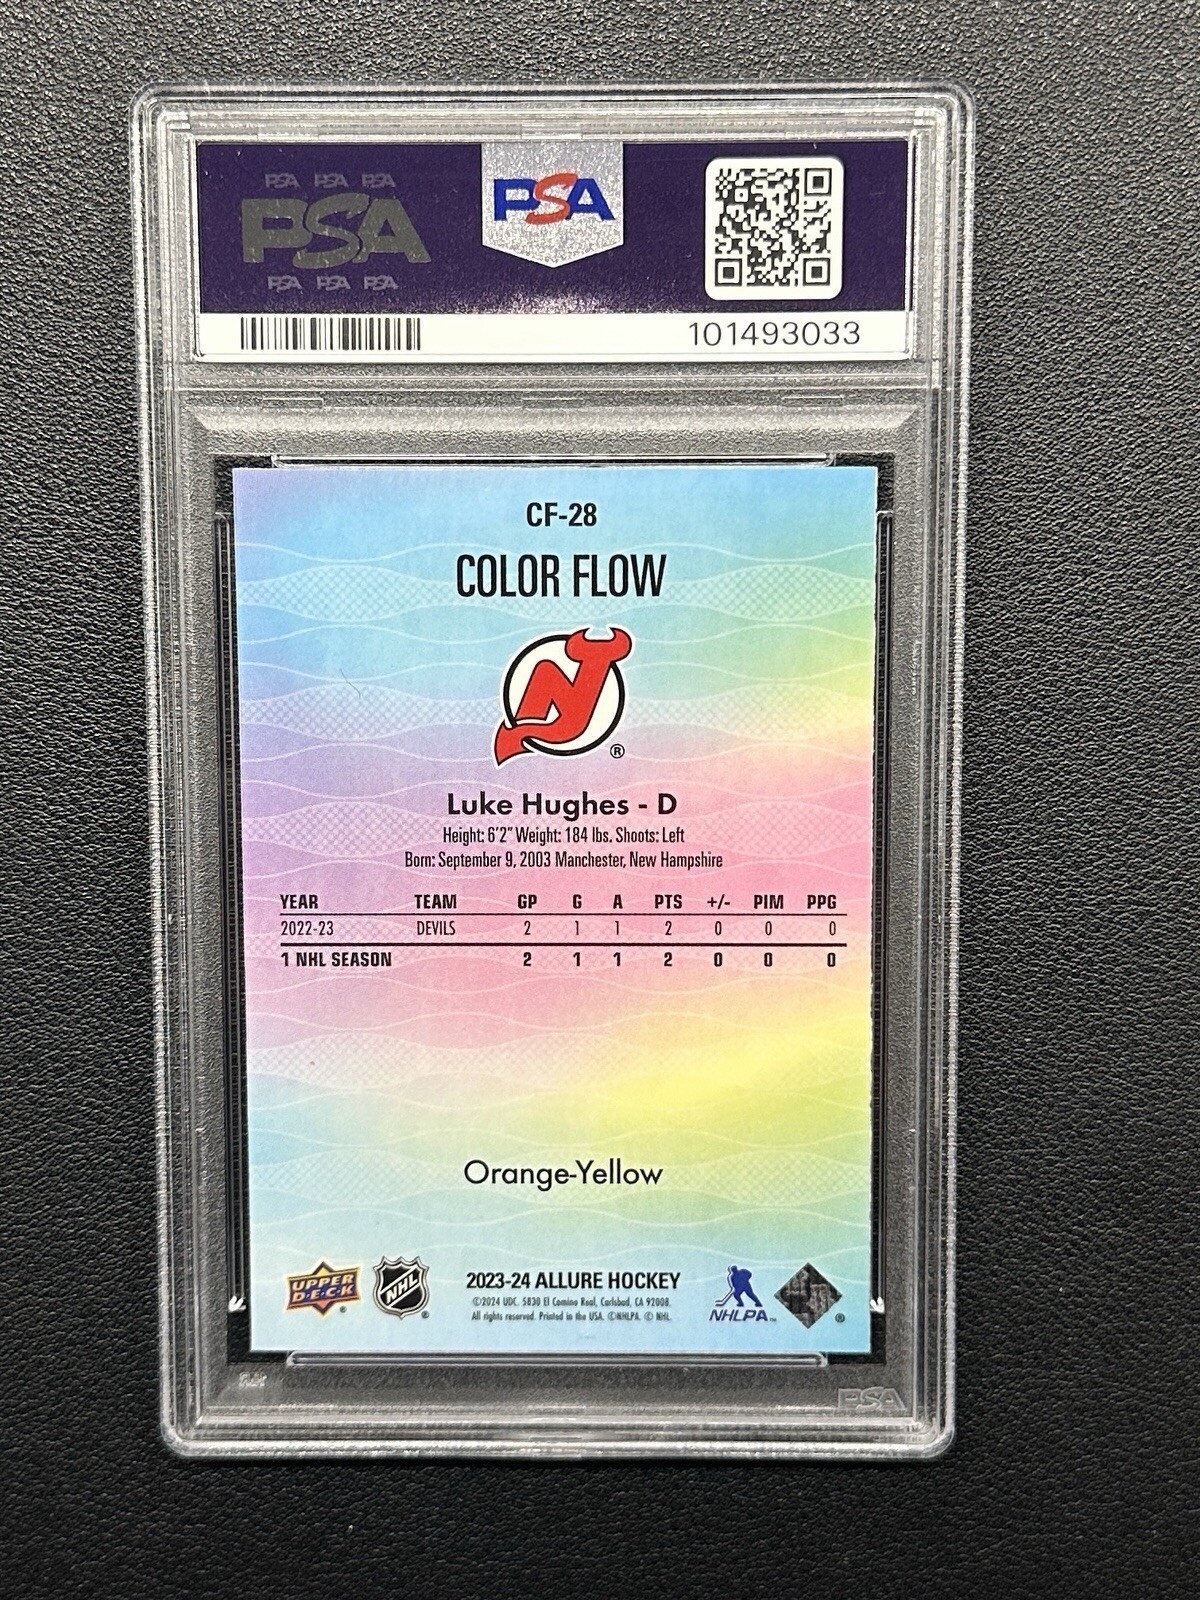 PSA PSA PSA
PSA
PSA PSA PSA
PSA
101493033
CF-28
COLOR FLOW
NJ
®
Luke Hughes - D
Height: 6'2" Weight: 184 lbs. Shoots: Left
Born: September 9, 2003 Manchester, New Hampshire
YEAR TEAM GP G A PTS +/- PIM PPG
2022-23 DEVILS 2 1 1 2 0 0 0
1 NHL SEASON 2 1 1 2 0 0 0
Orange-Yellow
UPPER DECK ®
NHL ®
2023-24 ALLURE HOCKEY
©2024 UDC. 5830 El Camino Real, Carlsbad, CA 92008.
All rights reserved. Printed in the USA. ©NHLPA. © NHL.
NHLPA™
®
PSA